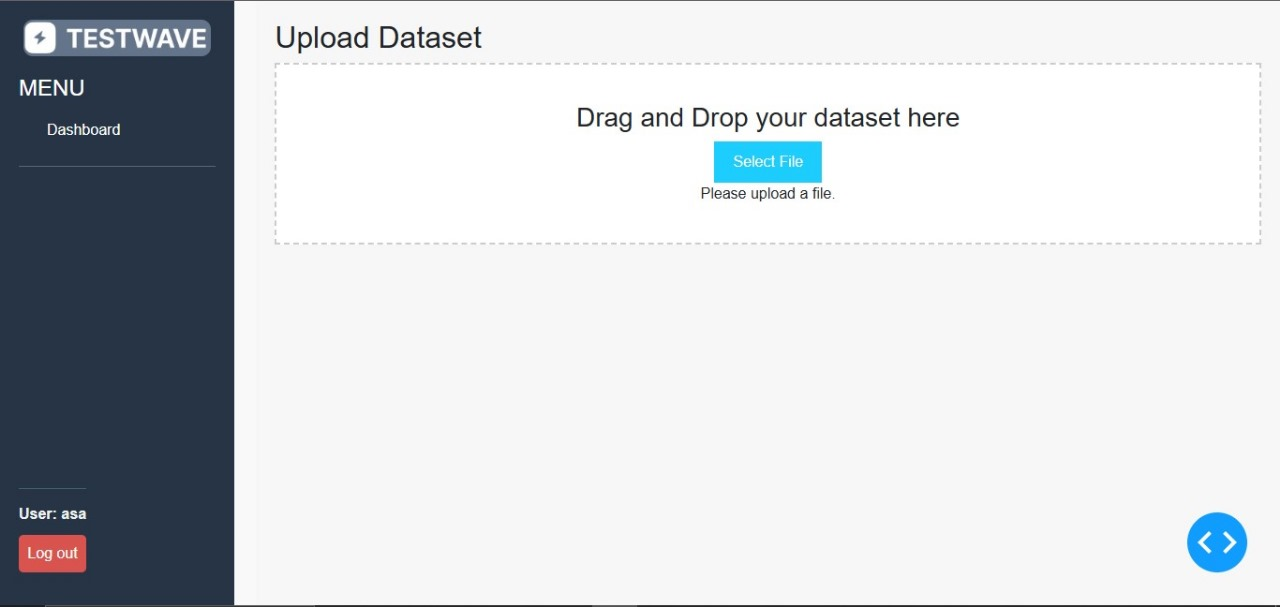 TESTWAVE
MENU
Dashboard
User: asa
Log out
Upload Dataset
Drag and Drop your dataset here
Select File
Please upload a file.